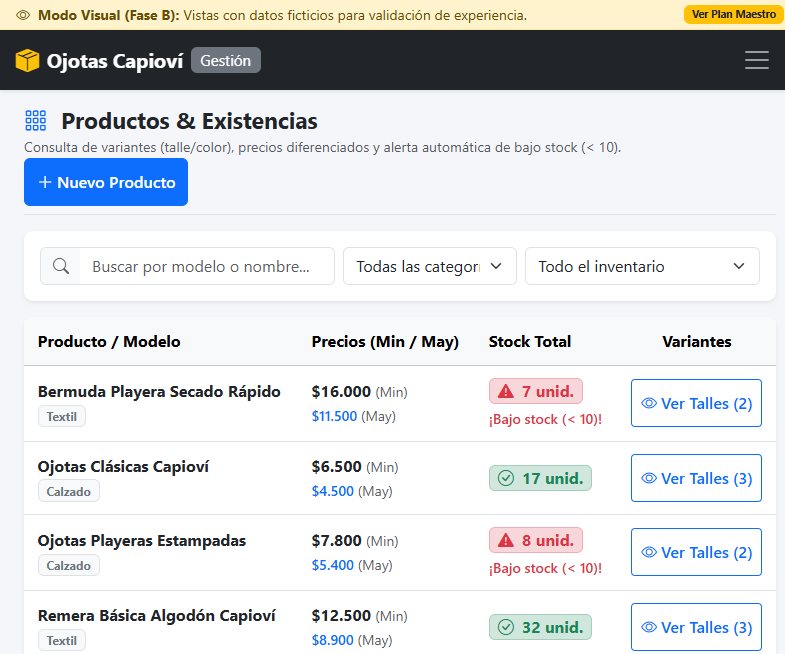 Modo Visual (Fase B): Vistas con datos ficticios para validación de experiencia.
Ver Plan Maestro
Ojotas Capioví Gestión
Productos & Existencias
Consulta de variantes (talle/color), precios diferenciados y alerta automática de bajo stock (< 10).
+ Nuevo Producto
Buscar por modelo o nombre...
Todas las categorí
Todo el inventario
Producto / Modelo Precios (Min / May) Stock Total Variantes
Bermuda Playera Secado Rápido $16.000 (Min) 7 unid. Ver Talles (2)
Textil $11.500 (May) ¡Bajo stock (< 10)!
Ojotas Clásicas Capioví $6.500 (Min) 17 unid. Ver Talles (3)
Calzado $4.500 (May)
Ojotas Playeras Estampadas $7.800 (Min) 8 unid. Ver Talles (2)
Calzado $5.400 (May) ¡Bajo stock (< 10)!
Remera Básica Algodón Capioví $12.500 (Min) 32 unid. Ver Talles (3)
Textil $8.900 (May)